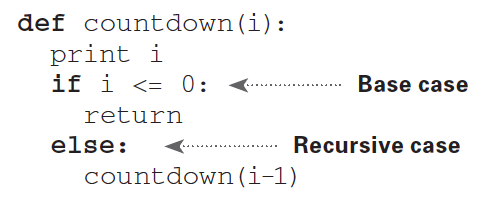 def countdown(i):
print i
if i <= 0: Base case
return
else: Recursive case
countdown(i-1)